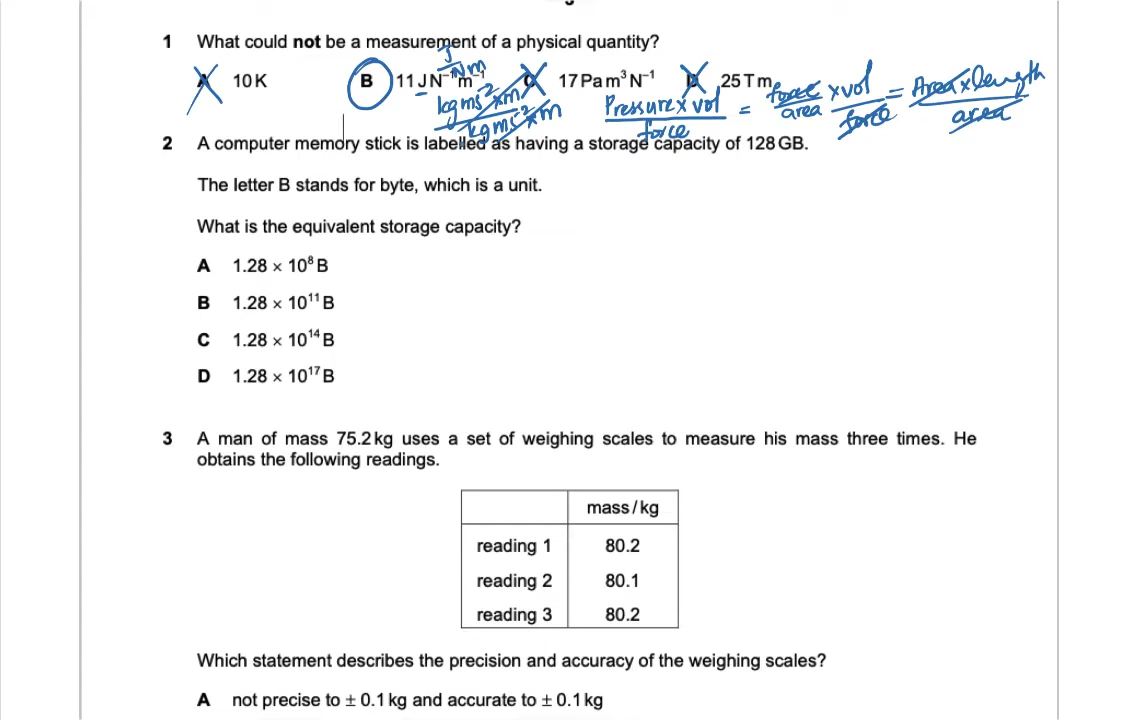 1 What could not be a measurement of a physical quantity?
J
Nm
A 10 K B 11 J N⁻¹ m⁻¹ C 17 Pa m³ N⁻¹ D 25 T m
kg ms⁻² × m
kg ms⁻² × m
Pressure × vol
force
= force
area
× vol
force
= Area × length
area
2 A computer memory stick is labelled as having a storage capacity of 128 GB.
The letter B stands for byte, which is a unit.
What is the equivalent storage capacity?
A 1.28 × 10⁸ B
B 1.28 × 10¹¹ B
C 1.28 × 10¹⁴ B
D 1.28 × 10¹⁷ B
3 A man of mass 75.2 kg uses a set of weighing scales to measure his mass three times. He
obtains the following readings.
mass / kg
reading 1 80.2
reading 2 80.1
reading 3 80.2
Which statement describes the precision and accuracy of the weighing scales?
A not precise to ± 0.1 kg and accurate to ± 0.1 kg